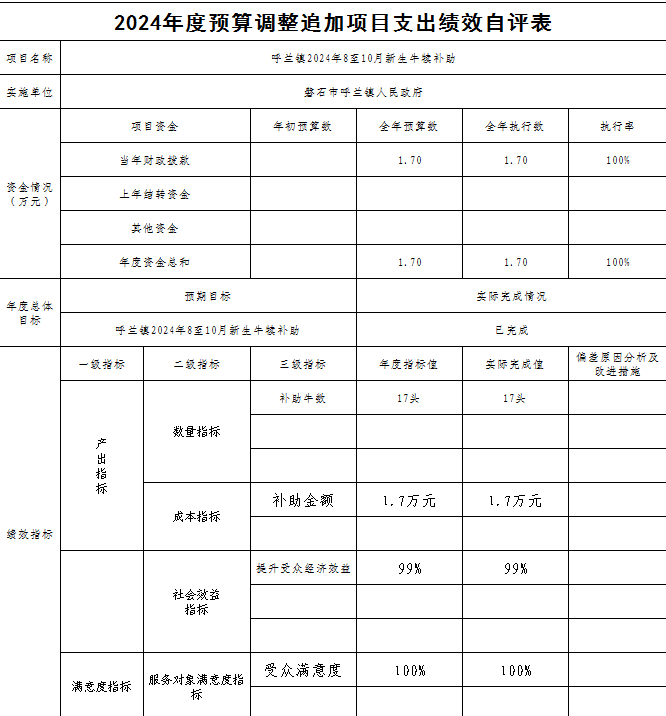 2024年度预算调整追加项目支出绩效自评表
项目名称 呼兰镇2024年8至10月新生牛犊补助
实施单位 磐石市呼兰镇人民政府
资金情况
（万元）
项目资金 年初预算数 全年预算数 全年执行数 执行率
当年财政拨款 1.70 1.70 100%
上年结转资金
其他资金
年度资金总和 1.70 1.70 100%
年度总体
目标
预期目标 实际完成情况
呼兰镇2024年8至10月新生牛犊补助 已完成
绩效指标
一级指标 二级指标 三级指标 年度指标值 实际完成值 偏差原因分析及
改进措施
产
出
指
标
数量指标
补助牛数 17头 17头
成本指标
补助金额 1.7万元 1.7万元
社会效益
指标
提升受众经济效益 99% 99%
满意度指标
服务对象满意度指
标
受众满意度 100% 100%